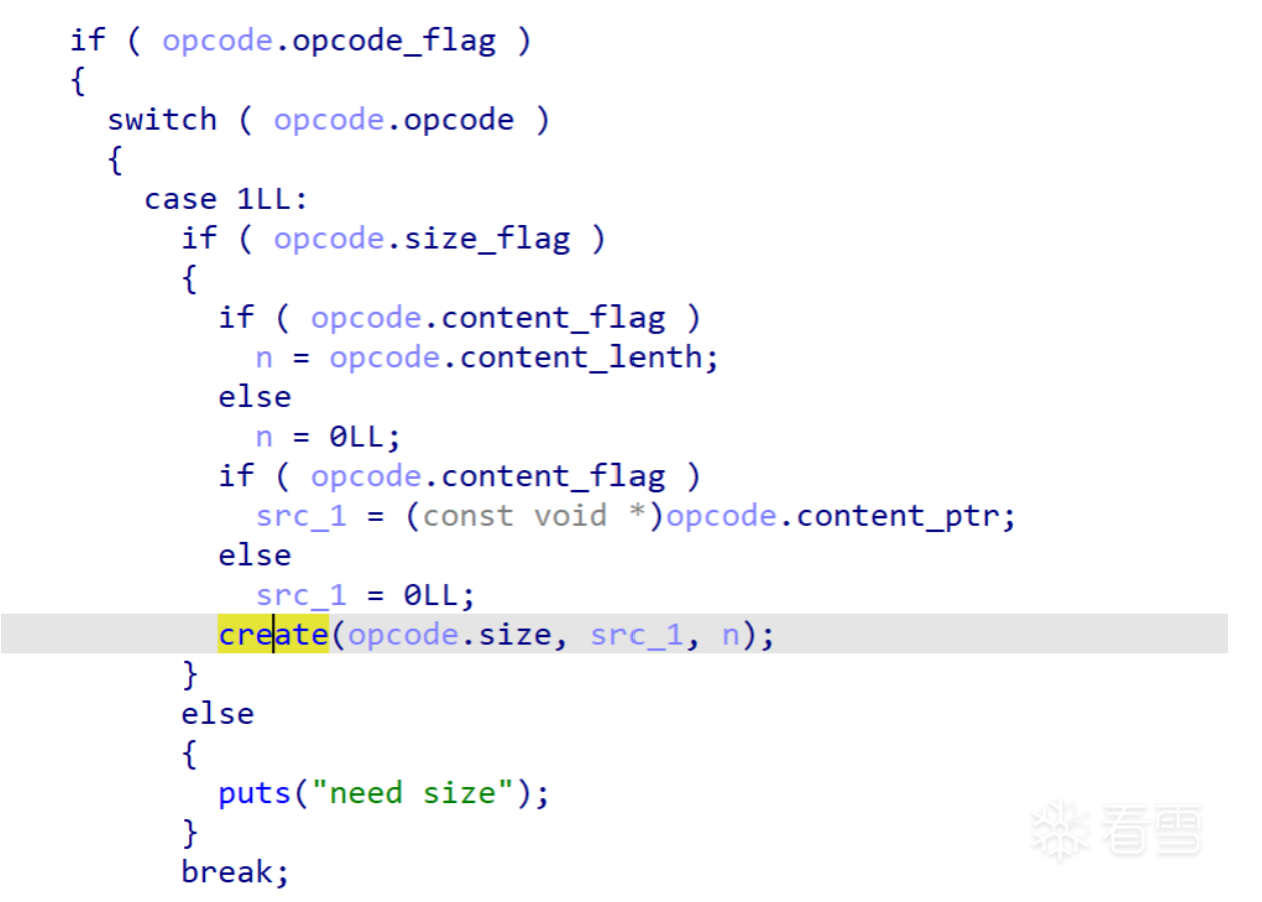 if ( opcode.opcode_flag )
{
switch ( opcode.opcode )
{
case 1LL:
if ( opcode.size_flag )
{
if ( opcode.content_flag )
n = opcode.content_lenth;
else
n = 0LL;
if ( opcode.content_flag )
src_1 = (const void *)opcode.content_ptr;
else
src_1 = 0LL;
create(opcode.size, src_1, n);
}
else
{
puts("need size");
}
break;
看雪